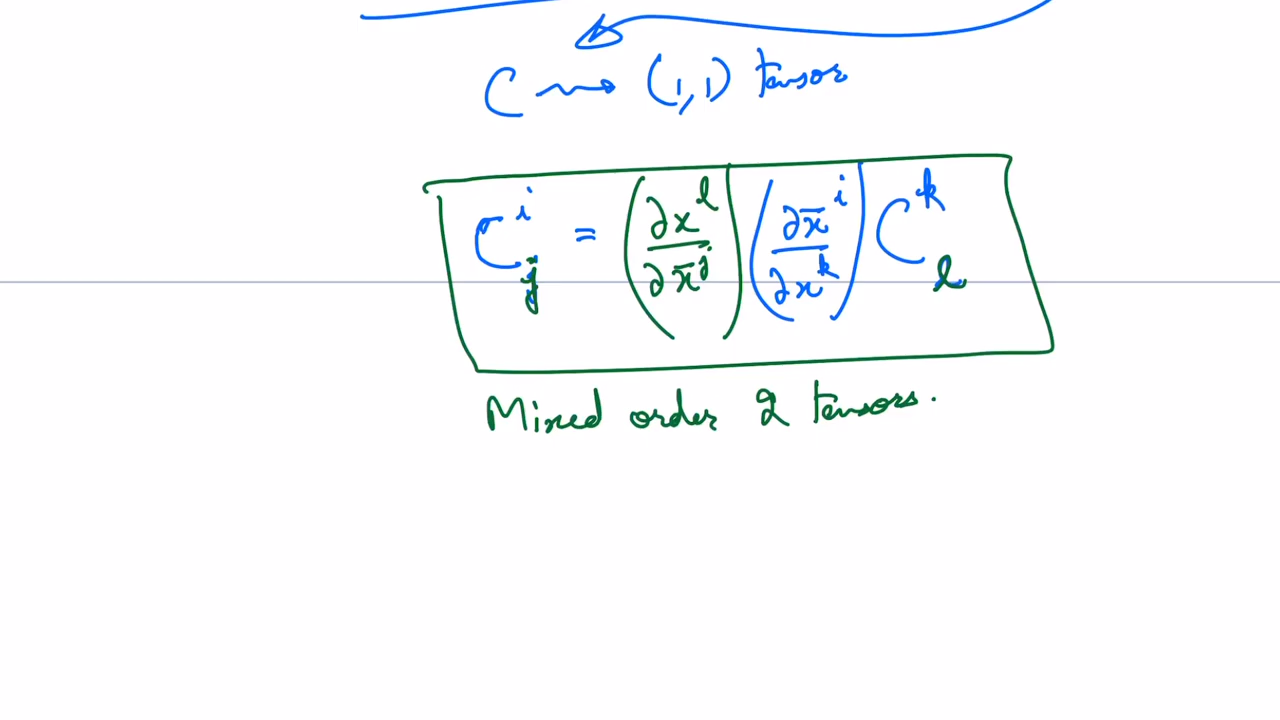 C ⇝ (1,1) tensor
C^i_j = (∂x^l/∂x̄^j) (∂x̄^i/∂x^k) C^k_l
Mixed order 2 tensors.